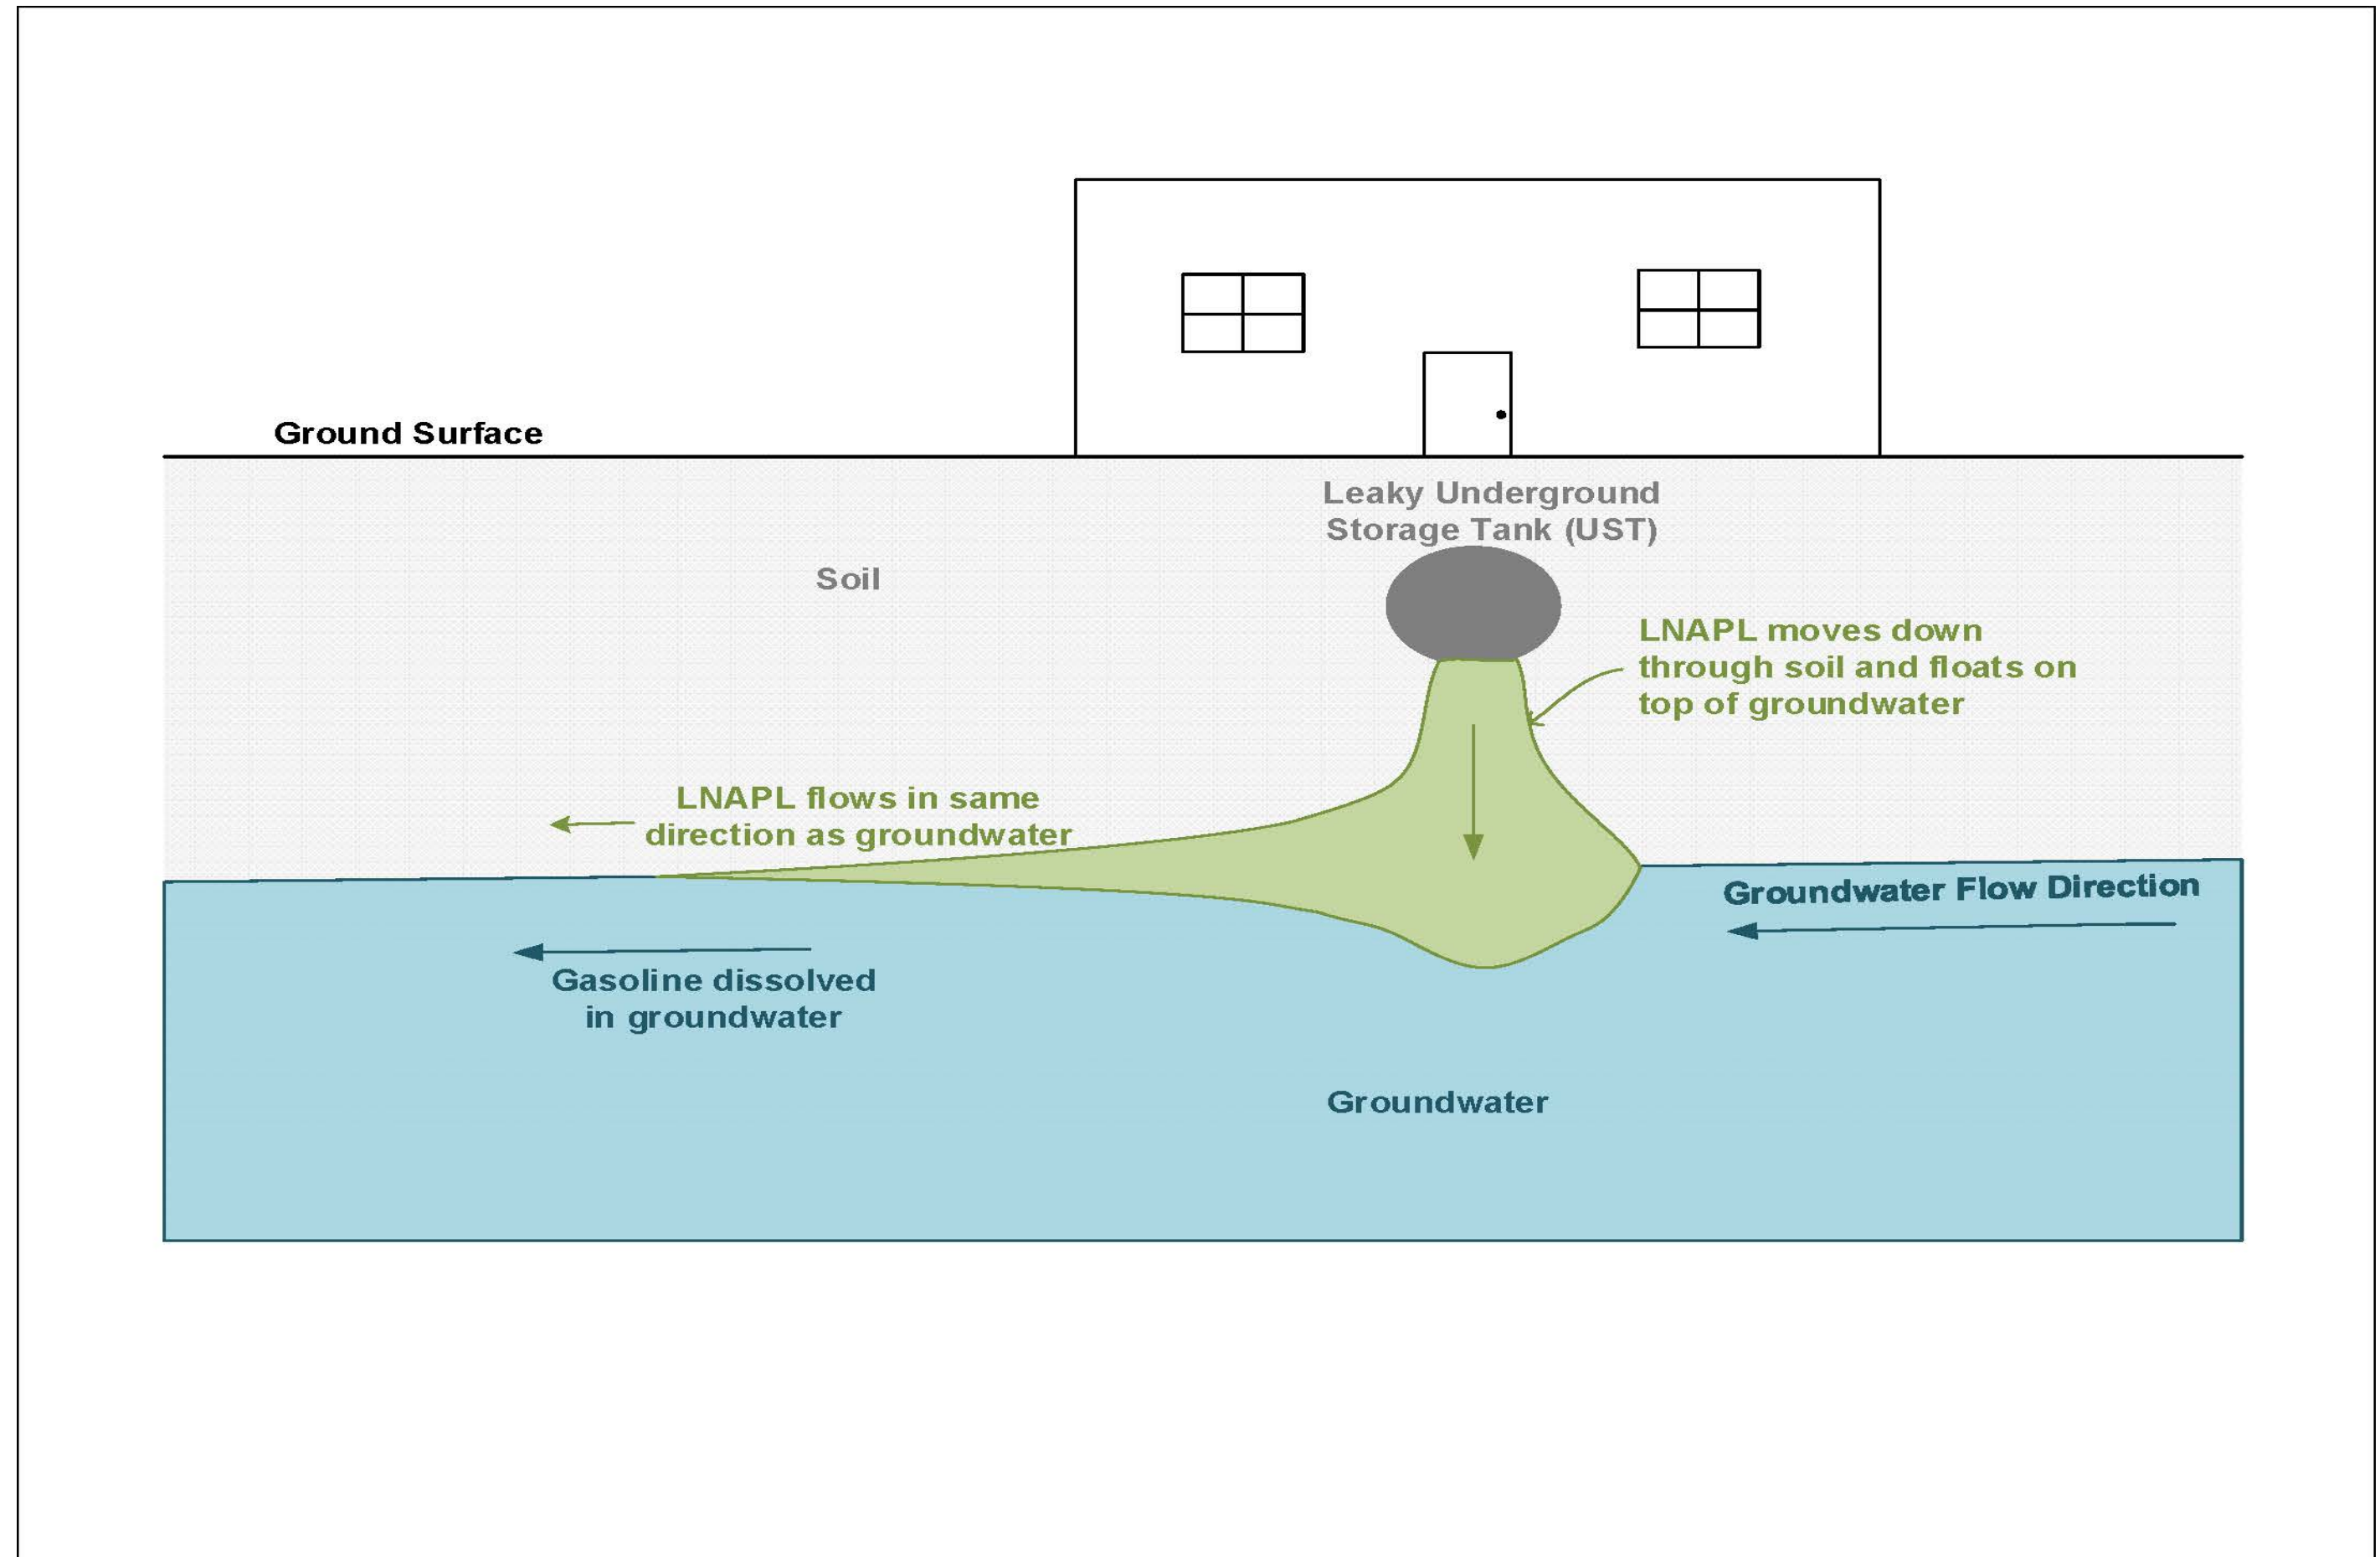 Ground Surface
Leaky Underground
Storage Tank (UST)
Soil
LNAPL moves down
through soil and floats on
top of groundwater
LNAPL flows in same
direction as groundwater
Groundwater Flow Direction
Gasoline dissolved
in groundwater
Groundwater